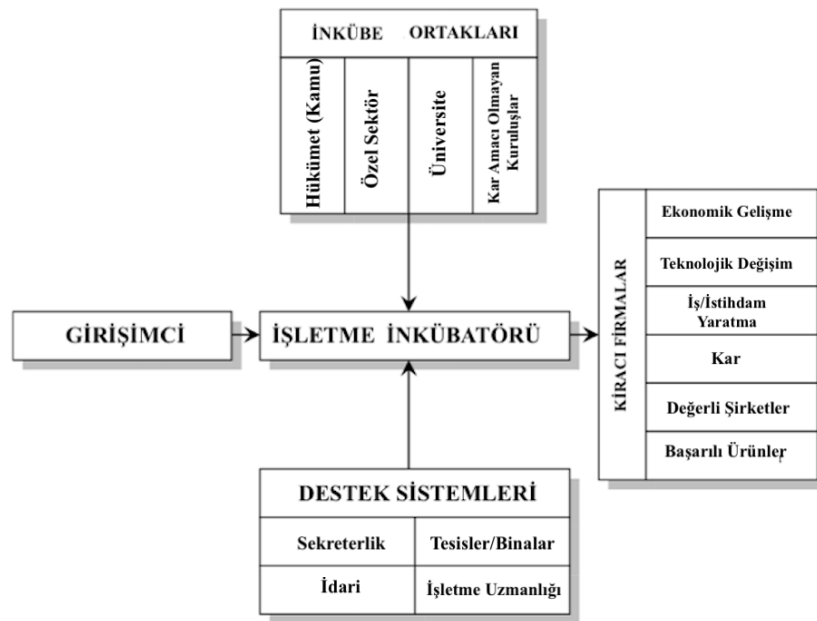 İNKÜBE ORTAKLARI
Hükümet (Kamu)
Özel Sektör
Üniversite
Kar Amacı Olmayan
Kuruluşlar
GİRİŞİMCİ
İŞLETME İNKÜBATÖRÜ
KİRACI FİRMALAR
Ekonomik Gelişme
Teknolojik Değişim
İş/İstihdam
Yaratma
Kar
Değerli Şirketler
Başarılı Ürünler
DESTEK SİSTEMLERİ
Sekreterlik
Tesisler/Binalar
İdari
İşletme Uzmanlığı